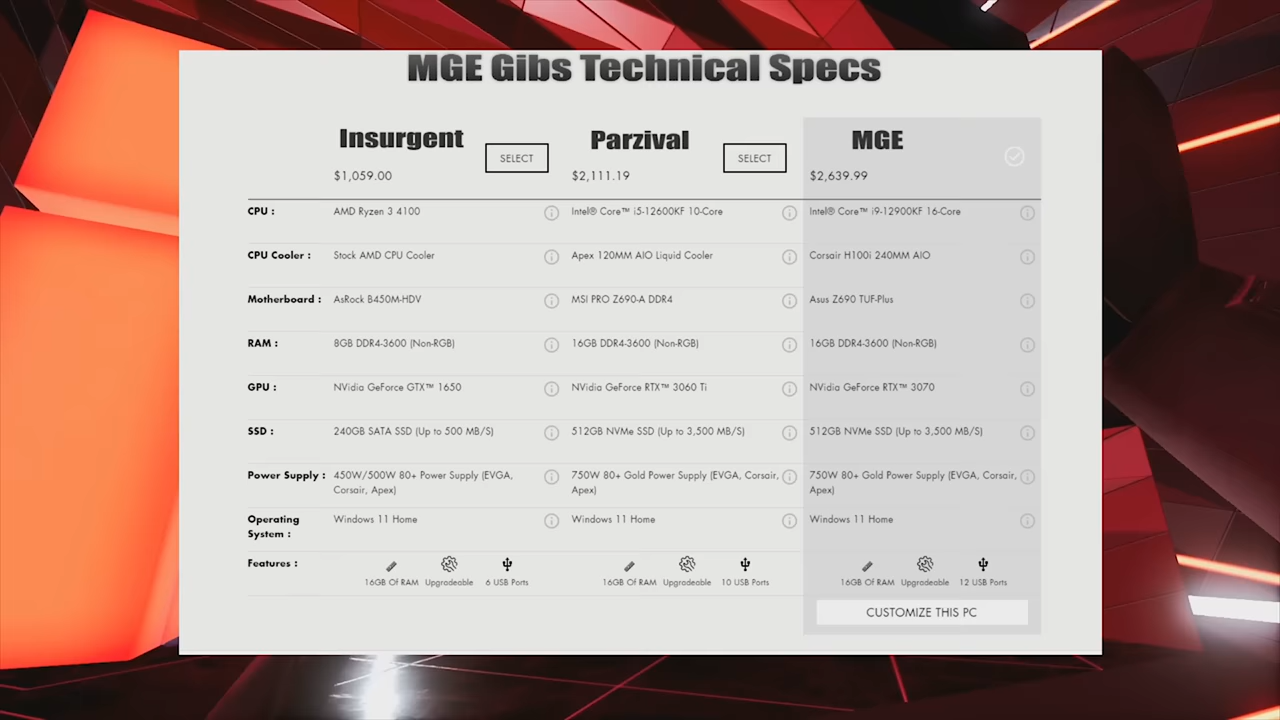 MGE Gibs Technical Specs
Insurgent
SELECT
$1,059.00
Parzival
SELECT
$2,111.19
MGE
$2,639.99
CPU :
AMD Ryzen 3 4100
Intel® Core™ i5-12600KF 10-Core
Intel® Core™ i9-12900KF 16-Core
CPU Cooler :
Stock AMD CPU Cooler
Apex 120MM AIO Liquid Cooler
Corsair H100i 240MM AIO
Motherboard :
AsRock B450M-HDV
MSI PRO Z690-A DDR4
Asus Z690 TUF-Plus
RAM :
8GB DDR4-3600 (Non-RGB)
16GB DDR4-3600 (Non-RGB)
16GB DDR4-3600 (Non-RGB)
GPU :
NVidia GeForce GTX™ 1650
NVidia GeForce RTX™ 3060 Ti
NVidia GeForce RTX™ 3070
SSD :
240GB SATA SSD (Up to 500 MB/S)
512GB NVMe SSD (Up to 3,500 MB/S)
512GB NVMe SSD (Up to 3,500 MB/S)
Power Supply :
450W/500W 80+ Power Supply (EVGA,
Corsair, Apex)
750W 80+ Gold Power Supply (EVGA, Corsair,
Apex)
750W 80+ Gold Power Supply (EVGA, Corsair,
Apex)
Operating
System :
Windows 11 Home
Windows 11 Home
Windows 11 Home
Features :
16GB Of RAM
Upgradeable
6 USB Ports
16GB Of RAM
Upgradeable
10 USB Ports
16GB Of RAM
Upgradeable
12 USB Ports
CUSTOMIZE THIS PC